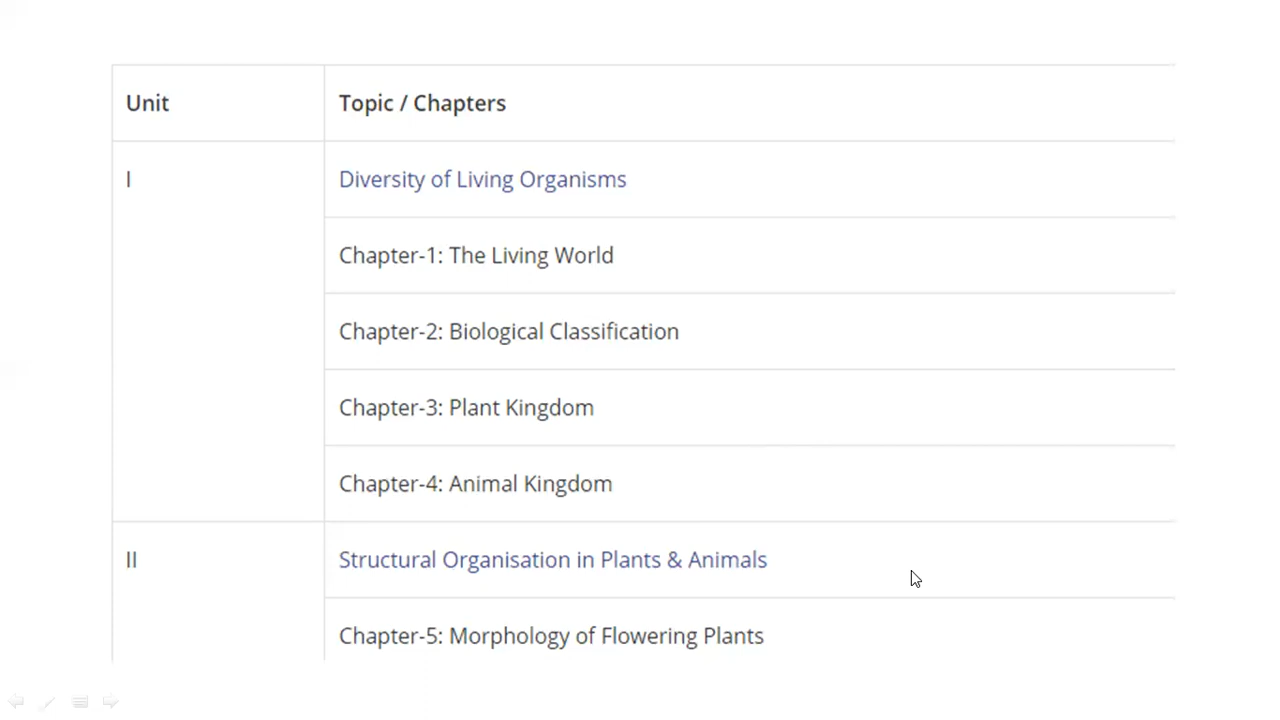 Unit
Topic / Chapters
I
Diversity of Living Organisms
Chapter-1: The Living World
Chapter-2: Biological Classification
Chapter-3: Plant Kingdom
Chapter-4: Animal Kingdom
II
Structural Organisation in Plants & Animals
Chapter-5: Morphology of Flowering Plants